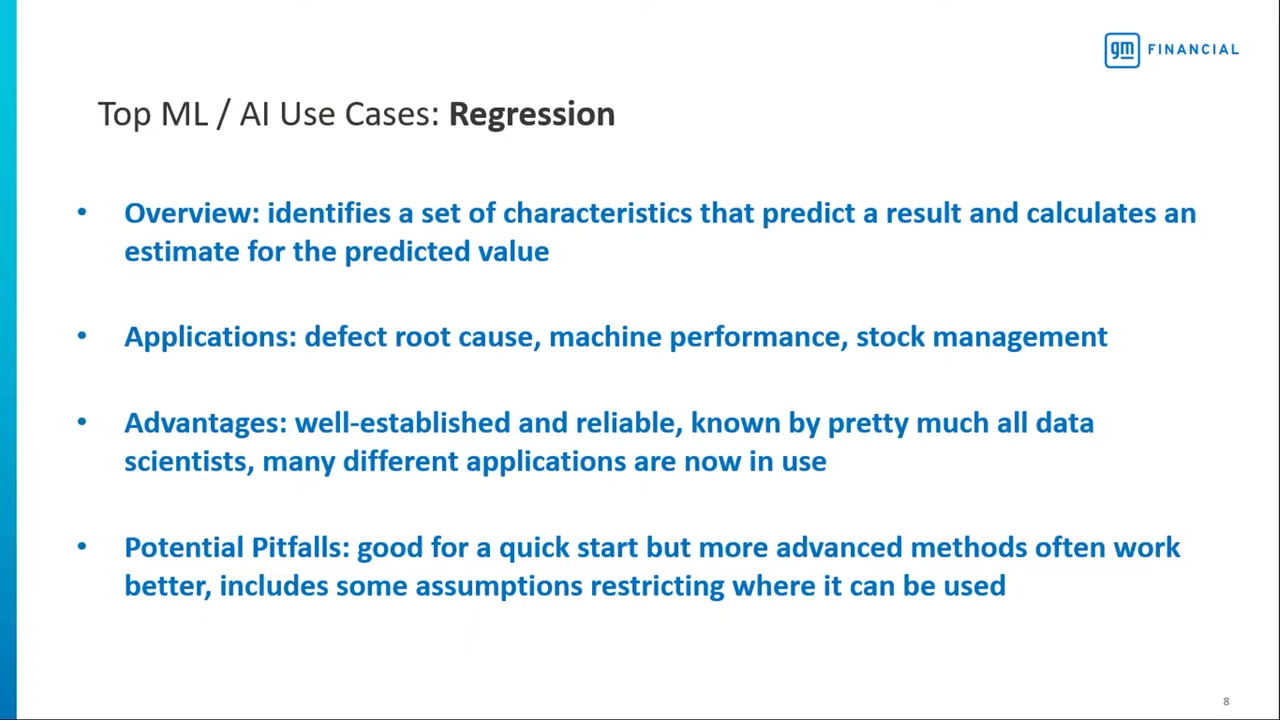 gm FINANCIAL
Top ML / AI Use Cases: Regression
• Overview: identifies a set of characteristics that predict a result and calculates an
estimate for the predicted value
• Applications: defect root cause, machine performance, stock management
• Advantages: well-established and reliable, known by pretty much all data
scientists, many different applications are now in use
• Potential Pitfalls: good for a quick start but more advanced methods often work
better, includes some assumptions restricting where it can be used
8